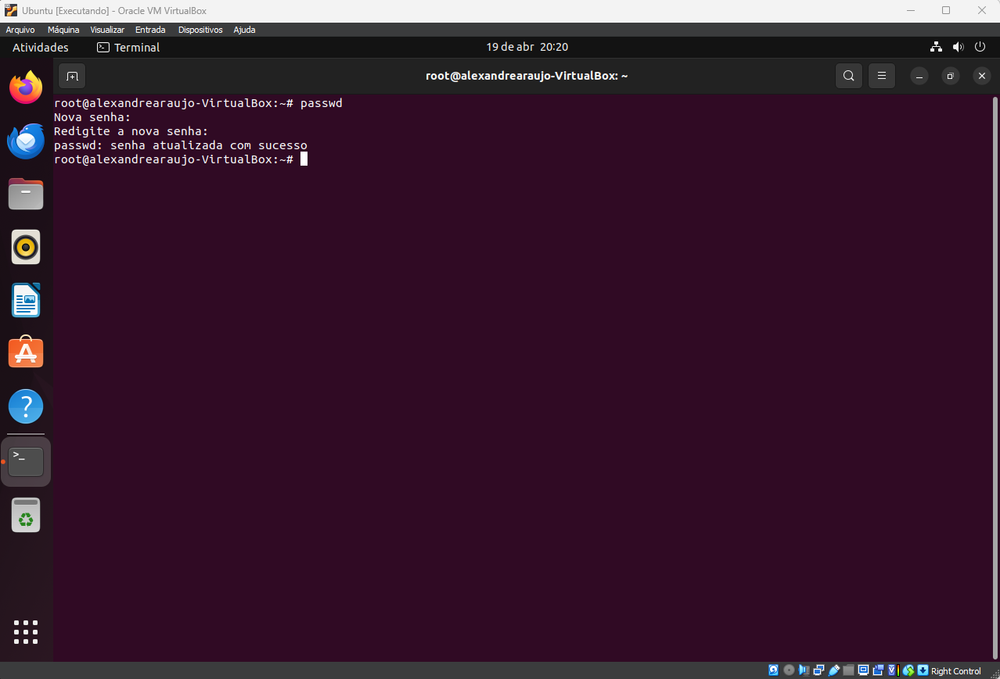 Ubuntu [Executando] - Oracle VM VirtualBox
Arquivo Máquina Visualizar Entrada Dispositivos Ajuda
Atividades Terminal 19 de abr 20:20
root@alexandrearaujo-VirtualBox: ~
root@alexandrearaujo-VirtualBox:~# passwd
Nova senha:
Redigite a nova senha:
passwd: senha atualizada com sucesso
root@alexandrearaujo-VirtualBox:~#
Right Control